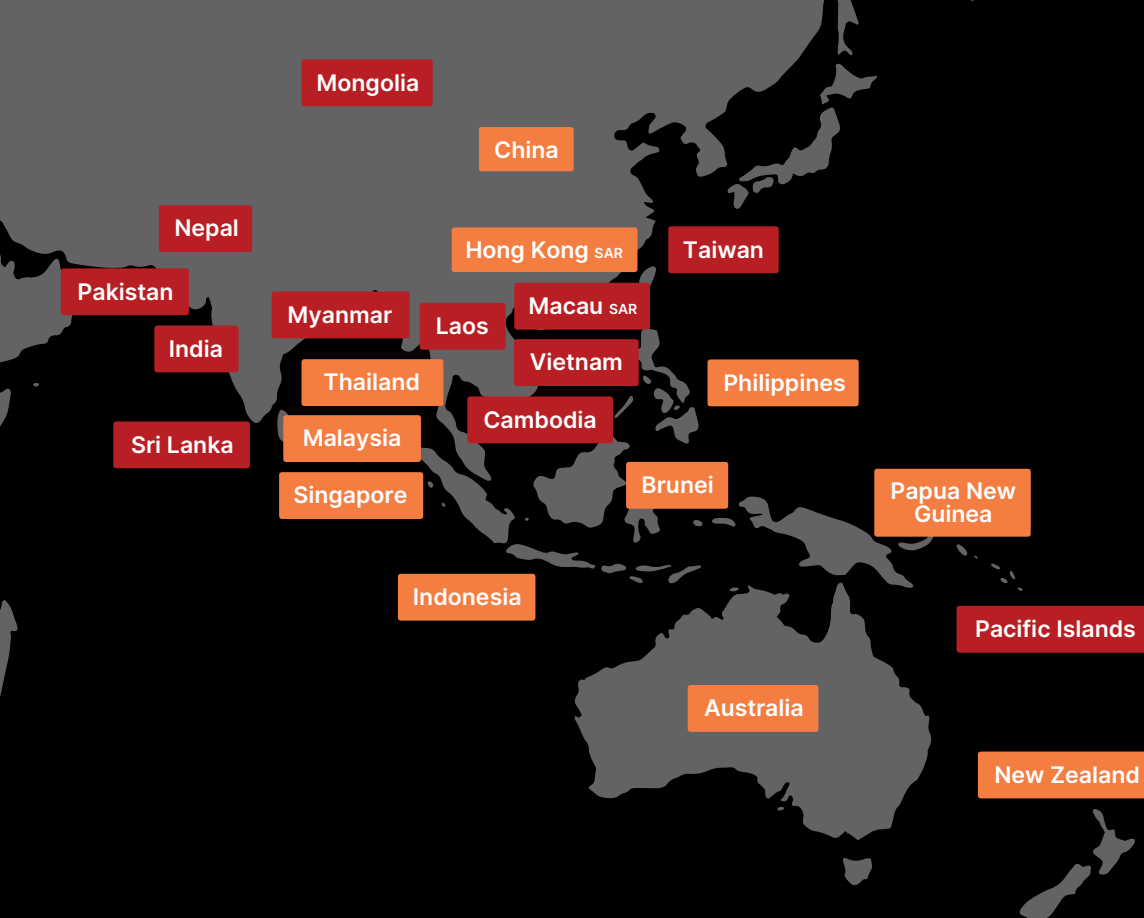 Mongolia
China
Nepal
Hong Kong SAR
Taiwan
Pakistan
Myanmar
Laos
Macau SAR
India
Vietnam
Thailand
Philippines
Cambodia
Sri Lanka
Malaysia
Singapore
Brunei
Papua New
Guinea
Indonesia
Pacific Islands
Australia
New Zealand